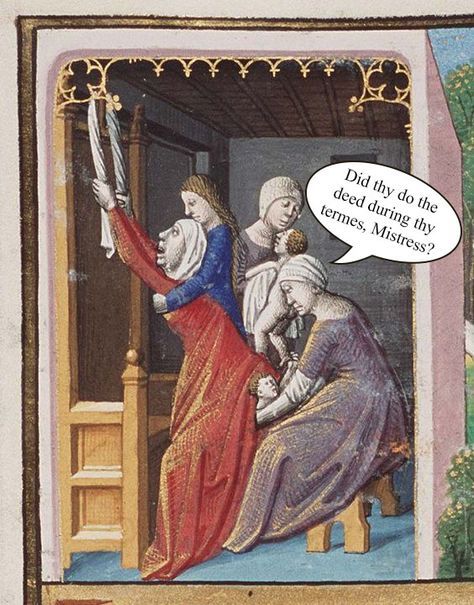 Did thy do the
deed during thy
termes, Mistress?